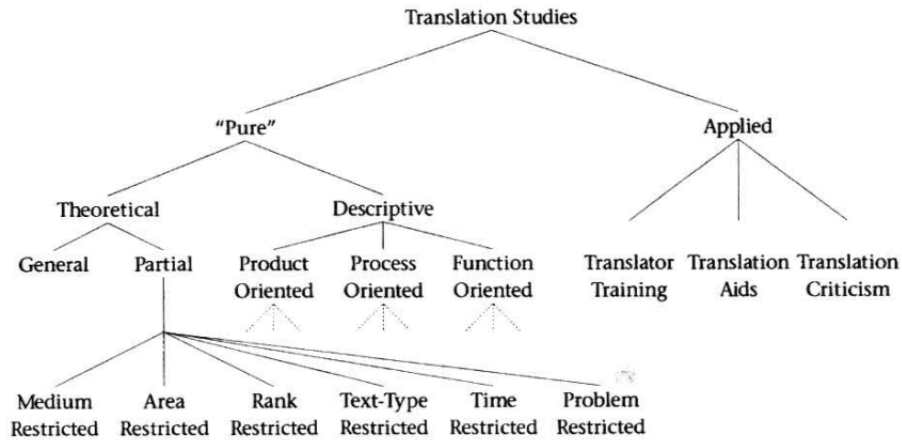 Translation Studies
"Pure" Applied
Theoretical Descriptive
General Partial Product Process Function Translator Translation Translation
Oriented Oriented Oriented Training Aids Criticism
Medium Area Rank Text-Type Time Problem
Restricted Restricted Restricted Restricted Restricted Restricted